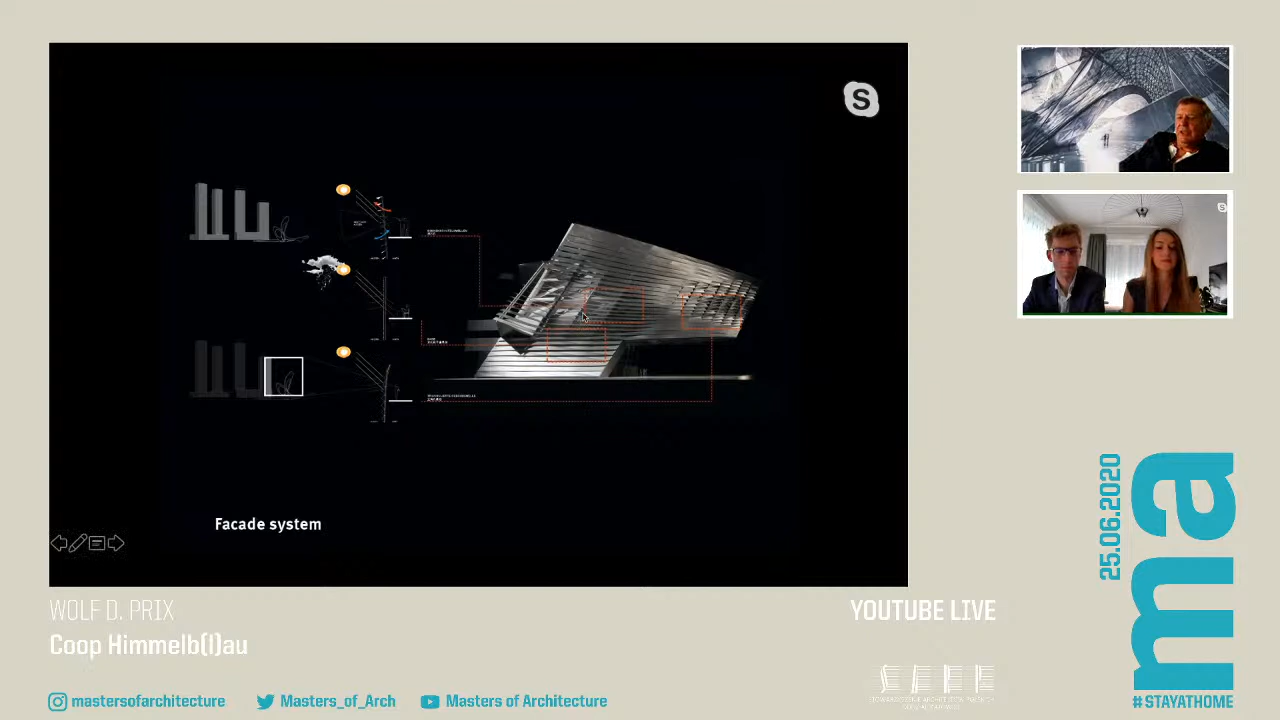 S
Facade system
WOLF D. PRIX
Coop Himmelb(l)au
YOUTUBE LIVE
mastersofarchitecture
Masters_of_Arch
Masters of Architecture
25.06.2020
ma
#STAYATHOME